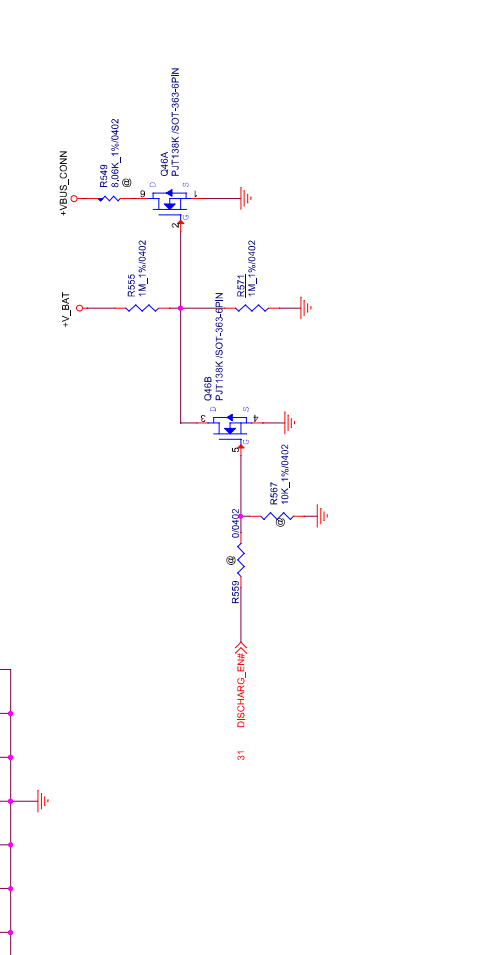 Q46A
PJT138K /SOT-363-6PIN
R549
8.06K_1%/0402
@
+VBUS_CONN
6
D
S
1
2
G
R555
1M_1%/0402
R571
1M_1%/0402
+V_BAT
Q46B
PJT138K /SOT-363-6PIN
3
D
S
4
5
G
R567
10K_1%/0402
@
R559
@
0/0402
31
DISCHARG_EN#